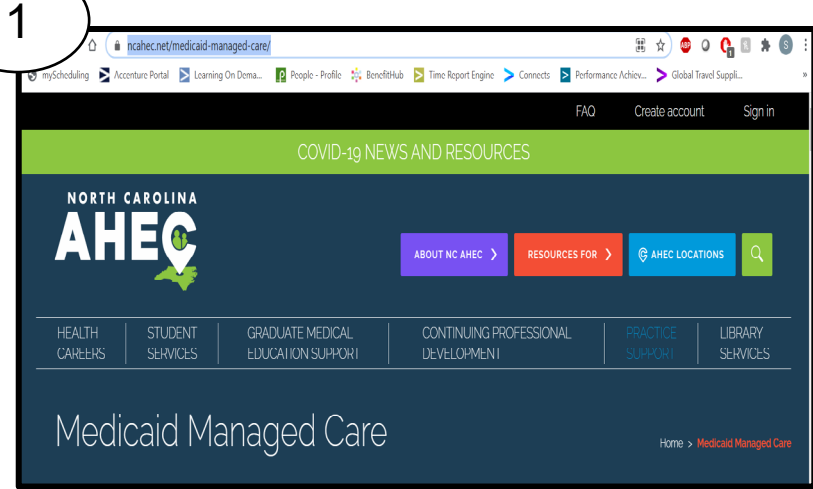 1
ncahec.net/medicaid-managed-care/
ABP
S
myScheduling Accenture Portal Learning On Dema... People - Profile BenefitHub Time Report Engine Connects Performance Achiev... Global Travel Suppli... »
FAQ Create account Sign in
COVID-19 NEWS AND RESOURCES
NORTH CAROLINA
AHEC
ABOUT NC AHEC > RESOURCES FOR > AHEC LOCATIONS
HEALTH CAREERS
STUDENT SERVICES
GRADUATE MEDICAL EDUCATION SUPPORT
CONTINUING PROFESSIONAL DEVELOPMENT
PRACTICE SUPPORT
LIBRARY SERVICES
Medicaid Managed Care
Home > Medicaid Managed Care